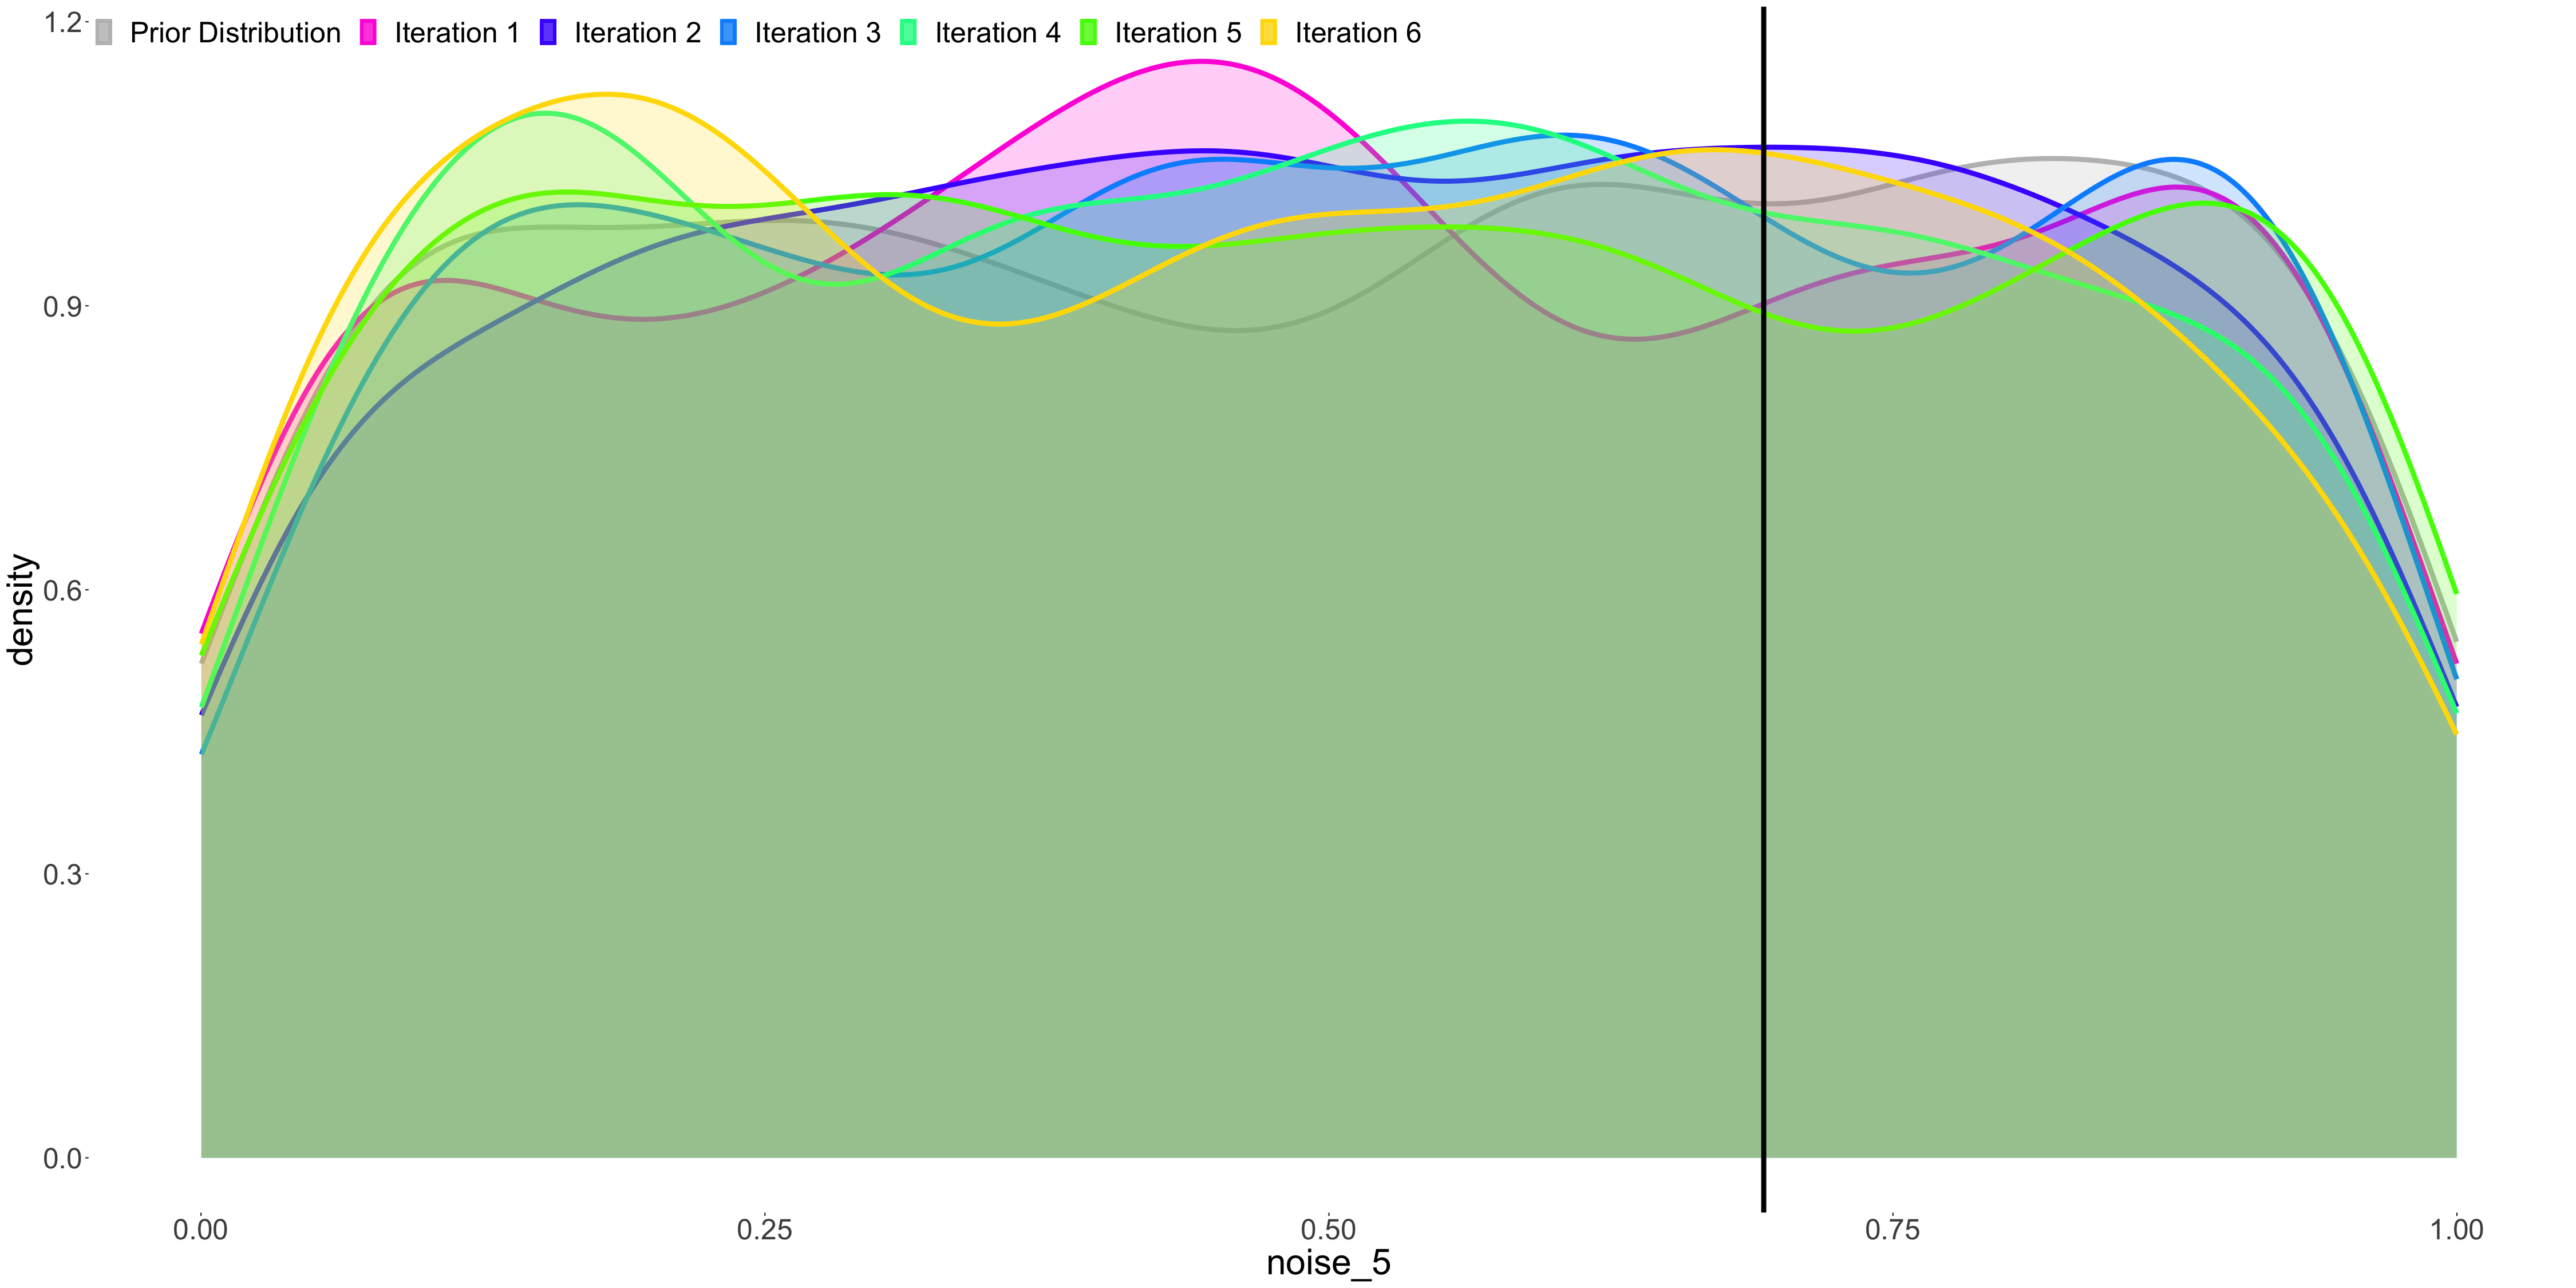 Prior Distribution Iteration 1 Iteration 2 Iteration 3 Iteration 4 Iteration 5 Iteration 6
1.2
0.9
0.6
0.3
0.0
density
0.00 0.25 0.50 0.75 1.00
noise_5